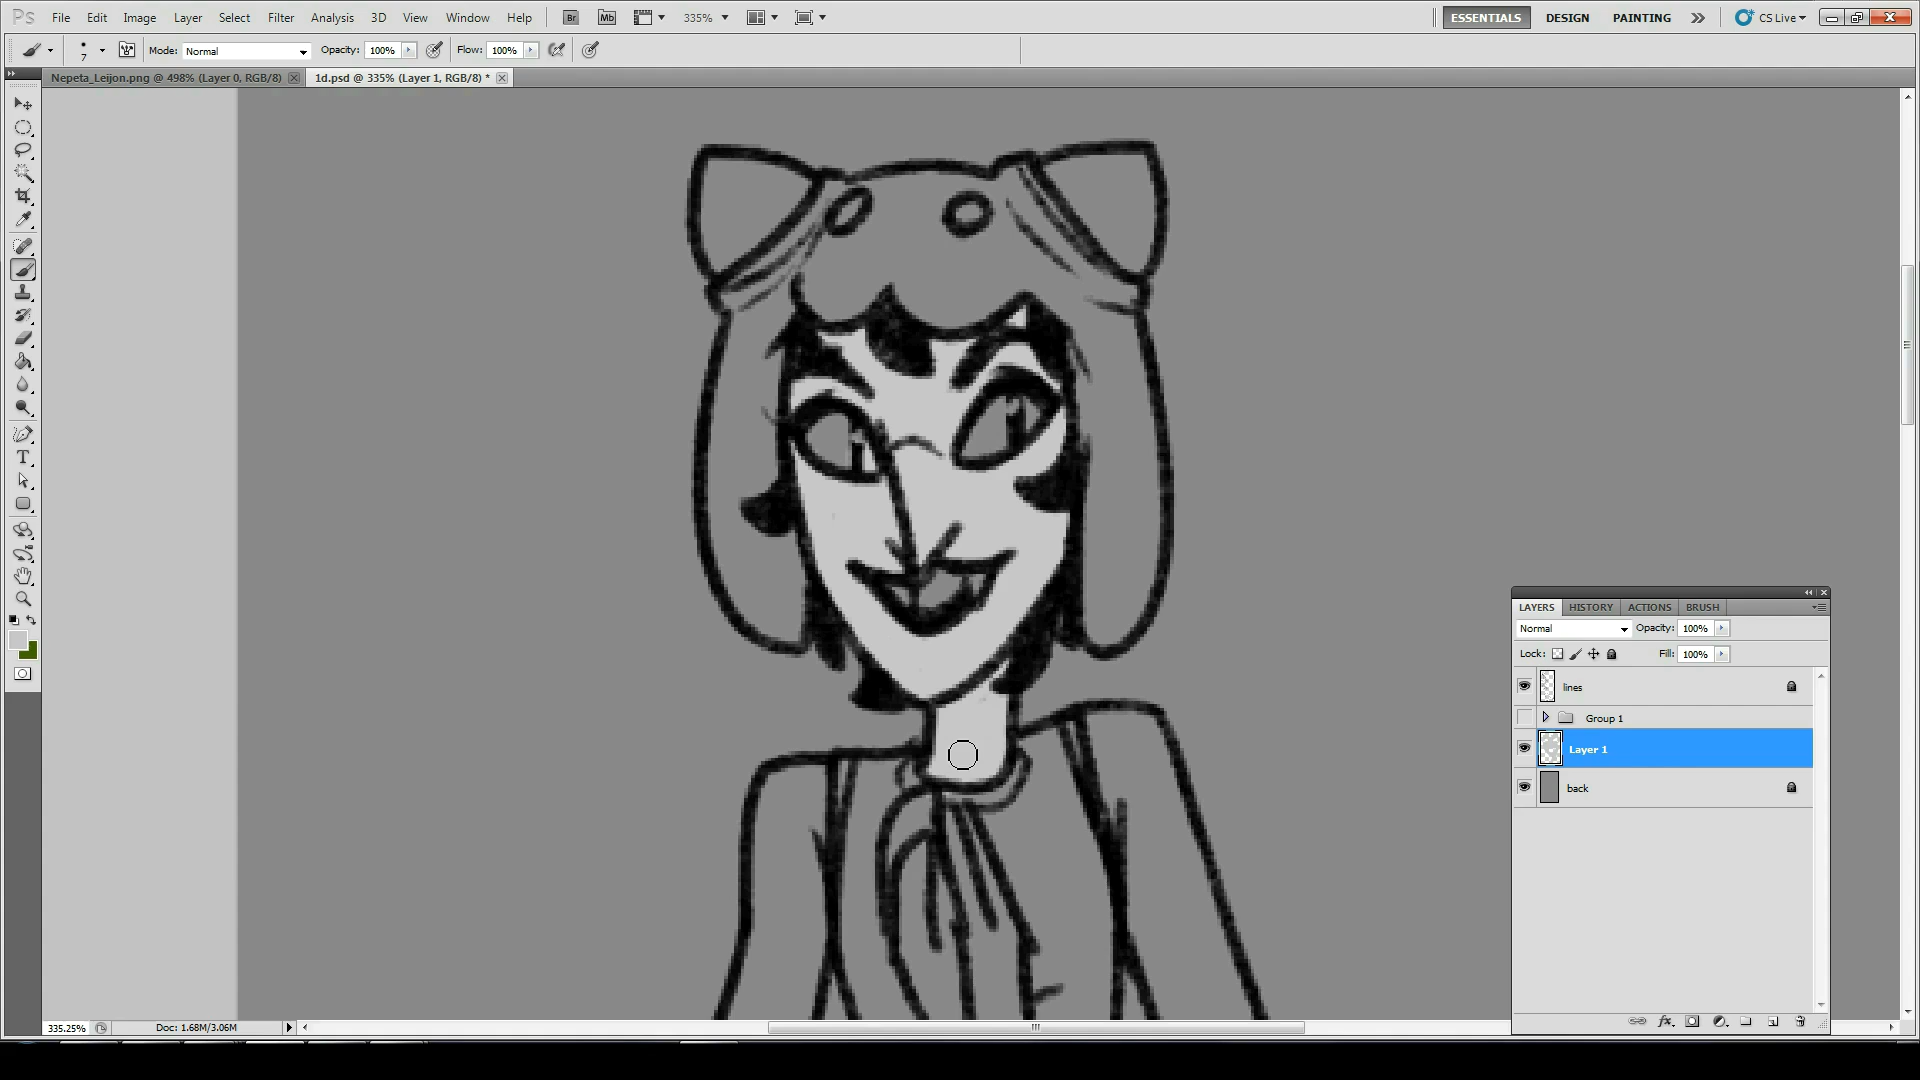 Ps File Edit Image Layer Select Filter Analysis 3D View Window Help Br Mb 335% ESSENTIALS DESIGN PAINTING CS Live
7 Mode: Normal Opacity: 100% Flow: 100%
Nepeta_Leijon.png @ 498% (Layer 0, RGB/8) 1d.psd @ 335% (Layer 1, RGB/8) *
T
LAYERS HISTORY ACTIONS BRUSH
Normal Opacity: 100%
Lock: Fill: 100%
lines
Group 1
Layer 1
back
fx
335.25% Doc: 1.68M/3.06M